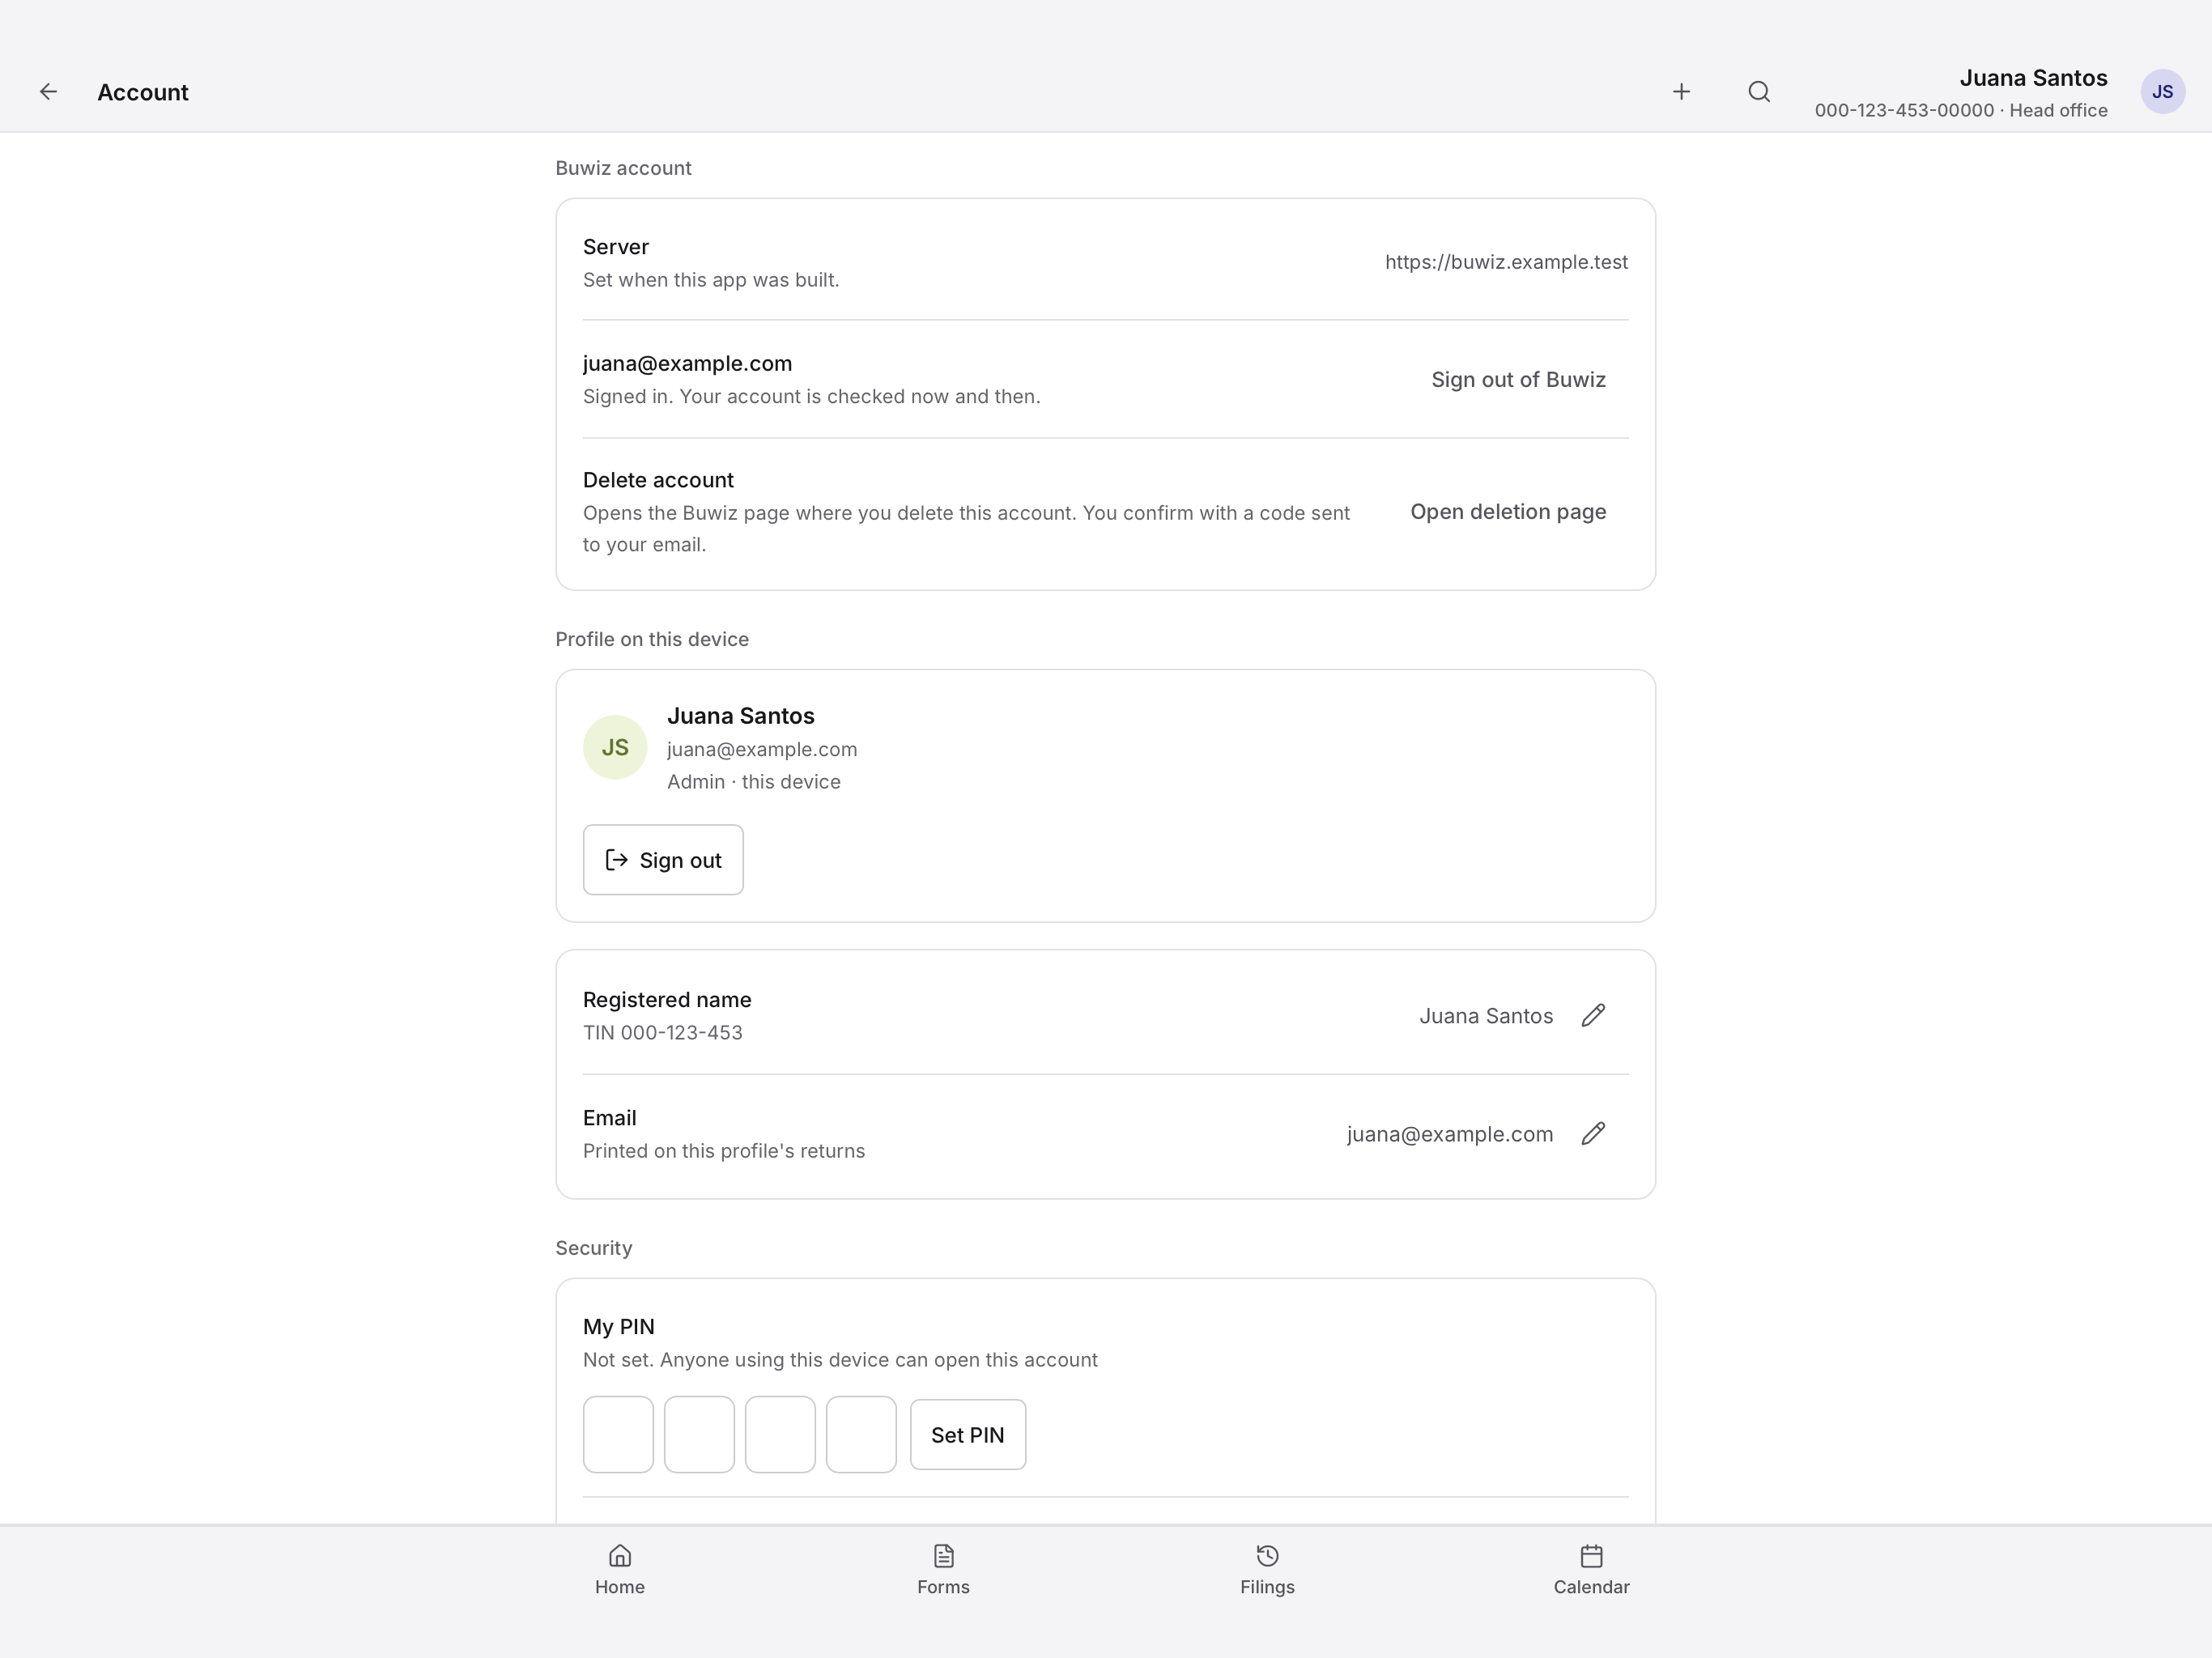 Account
Juana Santos
000-123-453-00000 · Head office
JS
Buwiz account
Server
Set when this app was built.
https://buwiz.example.test
juana@example.com
Signed in. Your account is checked now and then.
Sign out of Buwiz
Delete account
Opens the Buwiz page where you delete this account. You confirm with a code sent
to your email.
Open deletion page
Profile on this device
JS
Juana Santos
juana@example.com
Admin · this device
Sign out
Registered name
TIN 000-123-453
Juana Santos
Email
Printed on this profile's returns
juana@example.com
Security
My PIN
Not set. Anyone using this device can open this account
Set PIN
Home
Forms
Filings
Calendar